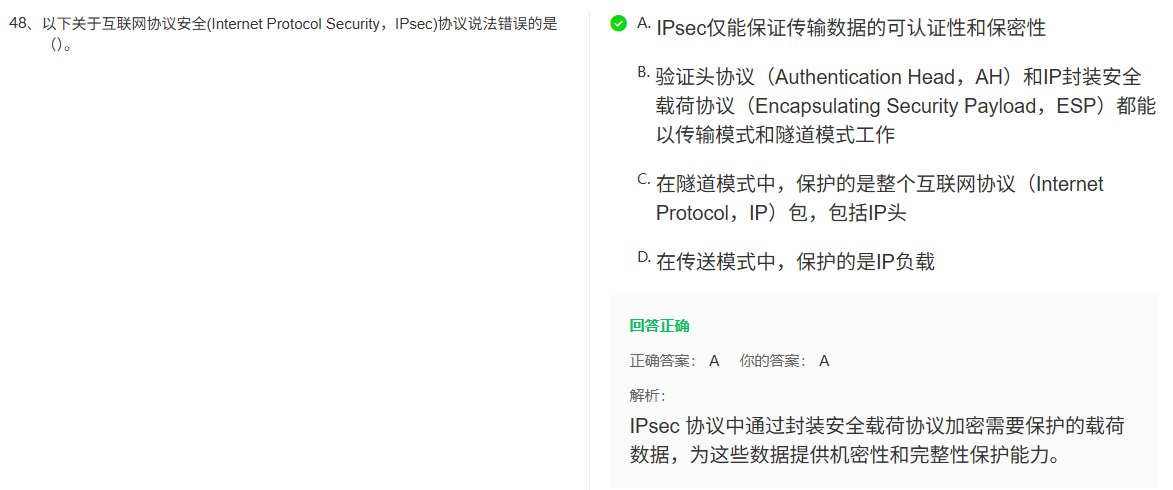 48、以下关于互联网协议安全(Internet Protocol Security，IPsec)协议说法错误的是
（）。
A. IPsec仅能保证传输数据的可认证性和保密性
B. 验证头协议（Authentication Head，AH）和IP封装安全
载荷协议（Encapsulating Security Payload，ESP）都能
以传输模式和隧道模式工作
C. 在隧道模式中，保护的是整个互联网协议（Internet
Protocol，IP）包，包括IP头
D. 在传送模式中，保护的是IP负载
回答正确
正确答案： A 你的答案： A
解析：
IPsec 协议中通过封装安全载荷协议加密需要保护的载荷
数据，为这些数据提供机密性和完整性保护能力。